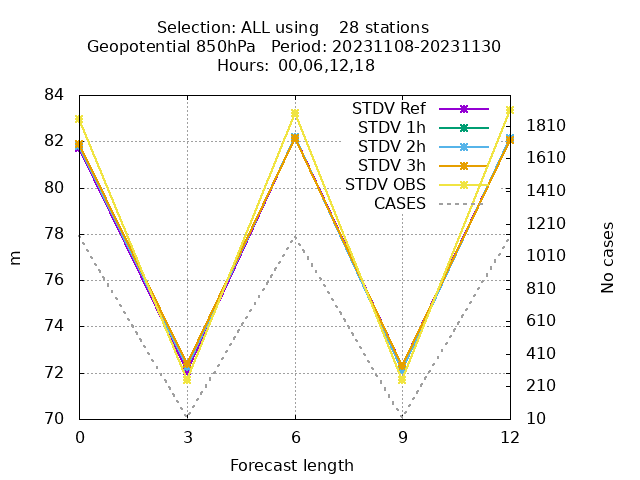 Selection: ALL using    28 stations
Geopotential 850hPa   Period: 20231108-20231130
Hours:  00,06,12,18
STDV Ref
STDV 1h
STDV 2h
STDV 3h
STDV OBS
CASES
84
82
80
78
76
74
72
70
m
1810
1610
1410
1210
1010
810
610
410
210
10
No cases
0 3 6 9 12
Forecast length